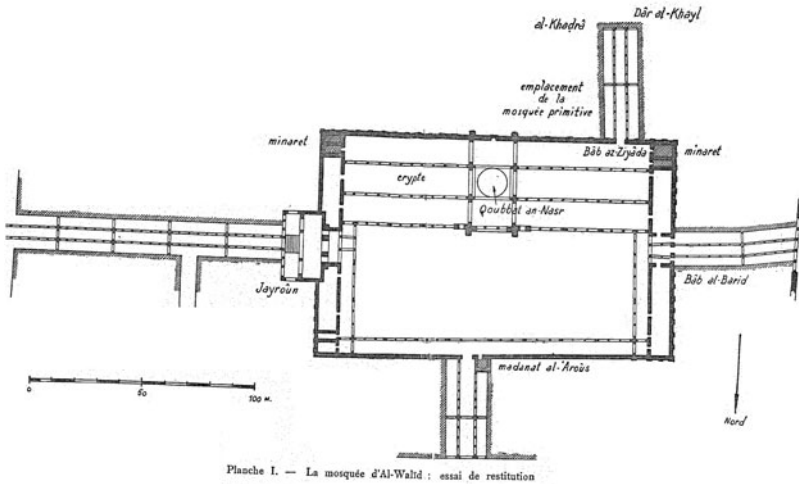 Dâr al-Khayl
al-Khaḍrâ
emplacement
de la
mosquée primitive
minaret
Bâb az-Ziyâda
minaret
crypte
Qoubbat an-Nasr
Jayroûn
Bâb al-Barîd
madanat al-'Aroûs
0
50
100 M.
Nord
Planche I. — La mosquée d'Al-Walîd : essai de restitution